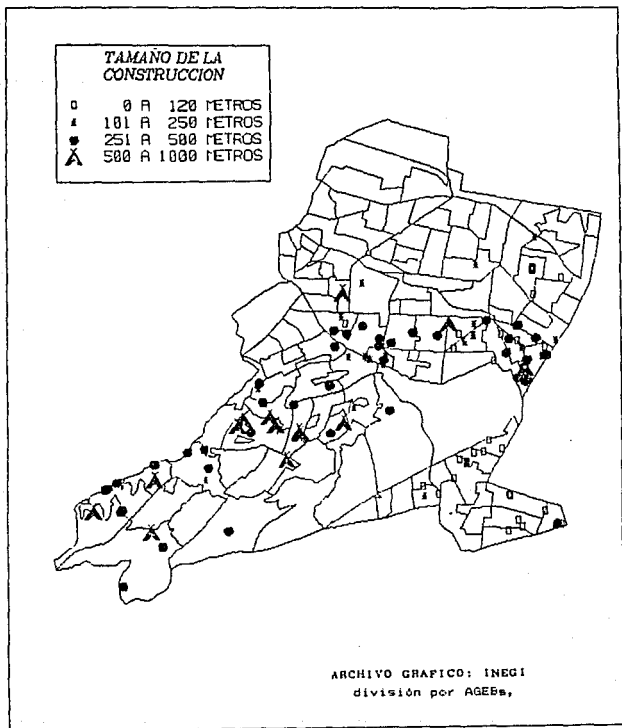 TAMAÑO DE LA
CONSTRUCCION
0 A 120 METROS
101 A 250 METROS
251 A 500 METROS
500 A 1000 METROS
ARCHIVO GRAFICO: INEGI
división por AGEBs,